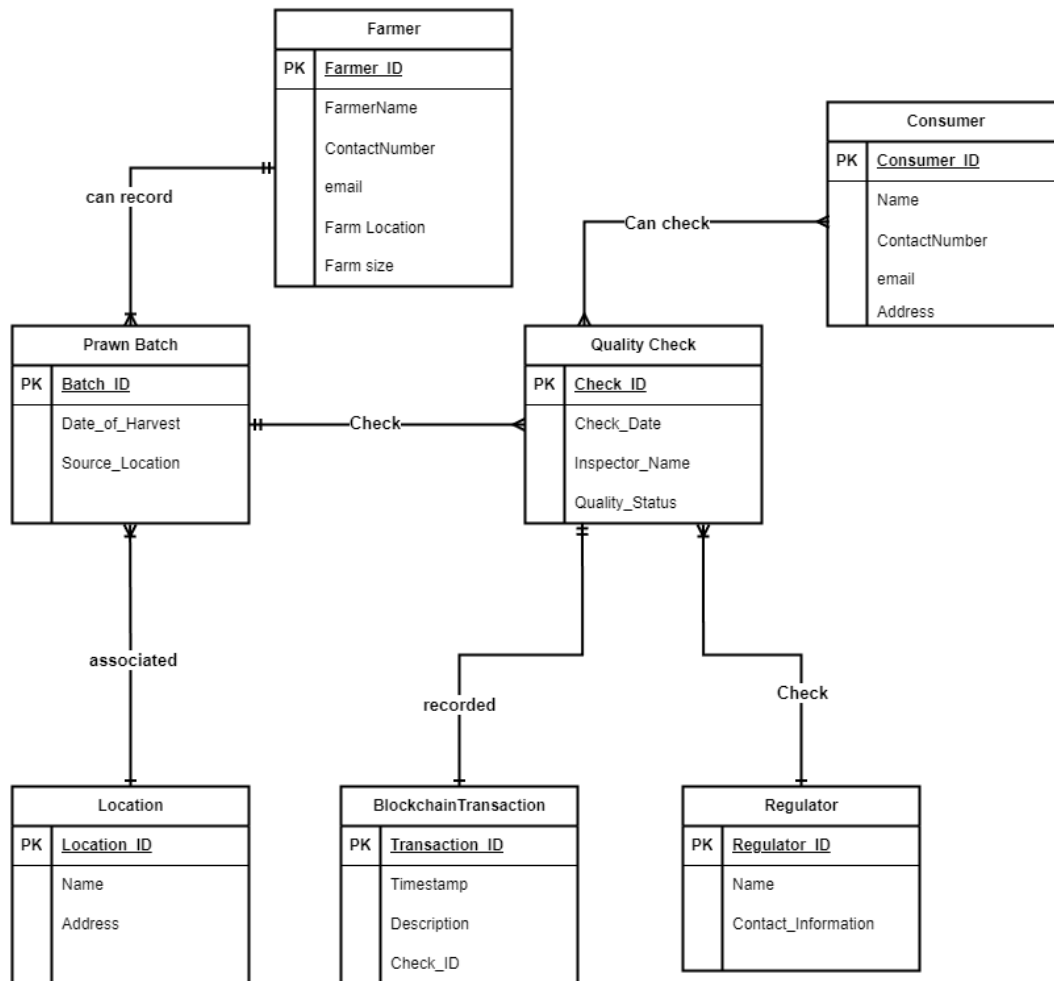 Farmer
PK Farmer_ID
FarmerName
ContactNumber
email
Farm Location
Farm size
Consumer
PK Consumer_ID
Name
ContactNumber
email
Address
can record
Can check
Prawn Batch
PK Batch_ID
Date_of_Harvest
Source_Location
Check
Quality Check
PK Check_ID
Check_Date
Inspector_Name
Quality_Status
associated
recorded
Check
Location
PK Location_ID
Name
Address
BlockchainTransaction
PK Transaction_ID
Timestamp
Description
Check_ID
Regulator
PK Regulator_ID
Name
Contact_Information